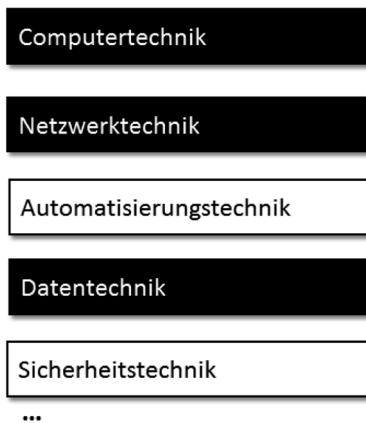 Computertechnik
Netzwerktechnik
Automatisierungstechnik
Datentechnik
Sicherheitstechnik
...